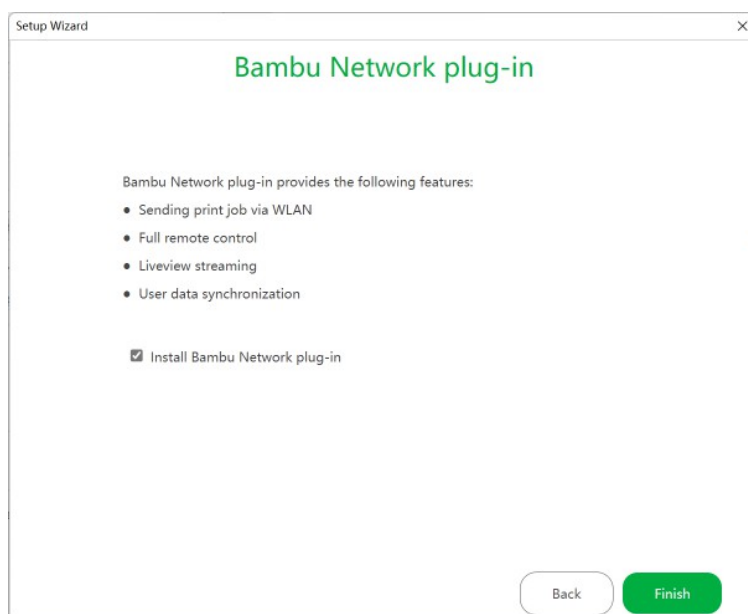 Setup Wizard
Bambu Network plug-in
Bambu Network plug-in provides the following features:
● Sending print job via WLAN
● Full remote control
● Liveview streaming
● User data synchronization
Install Bambu Network plug-in
Back Finish